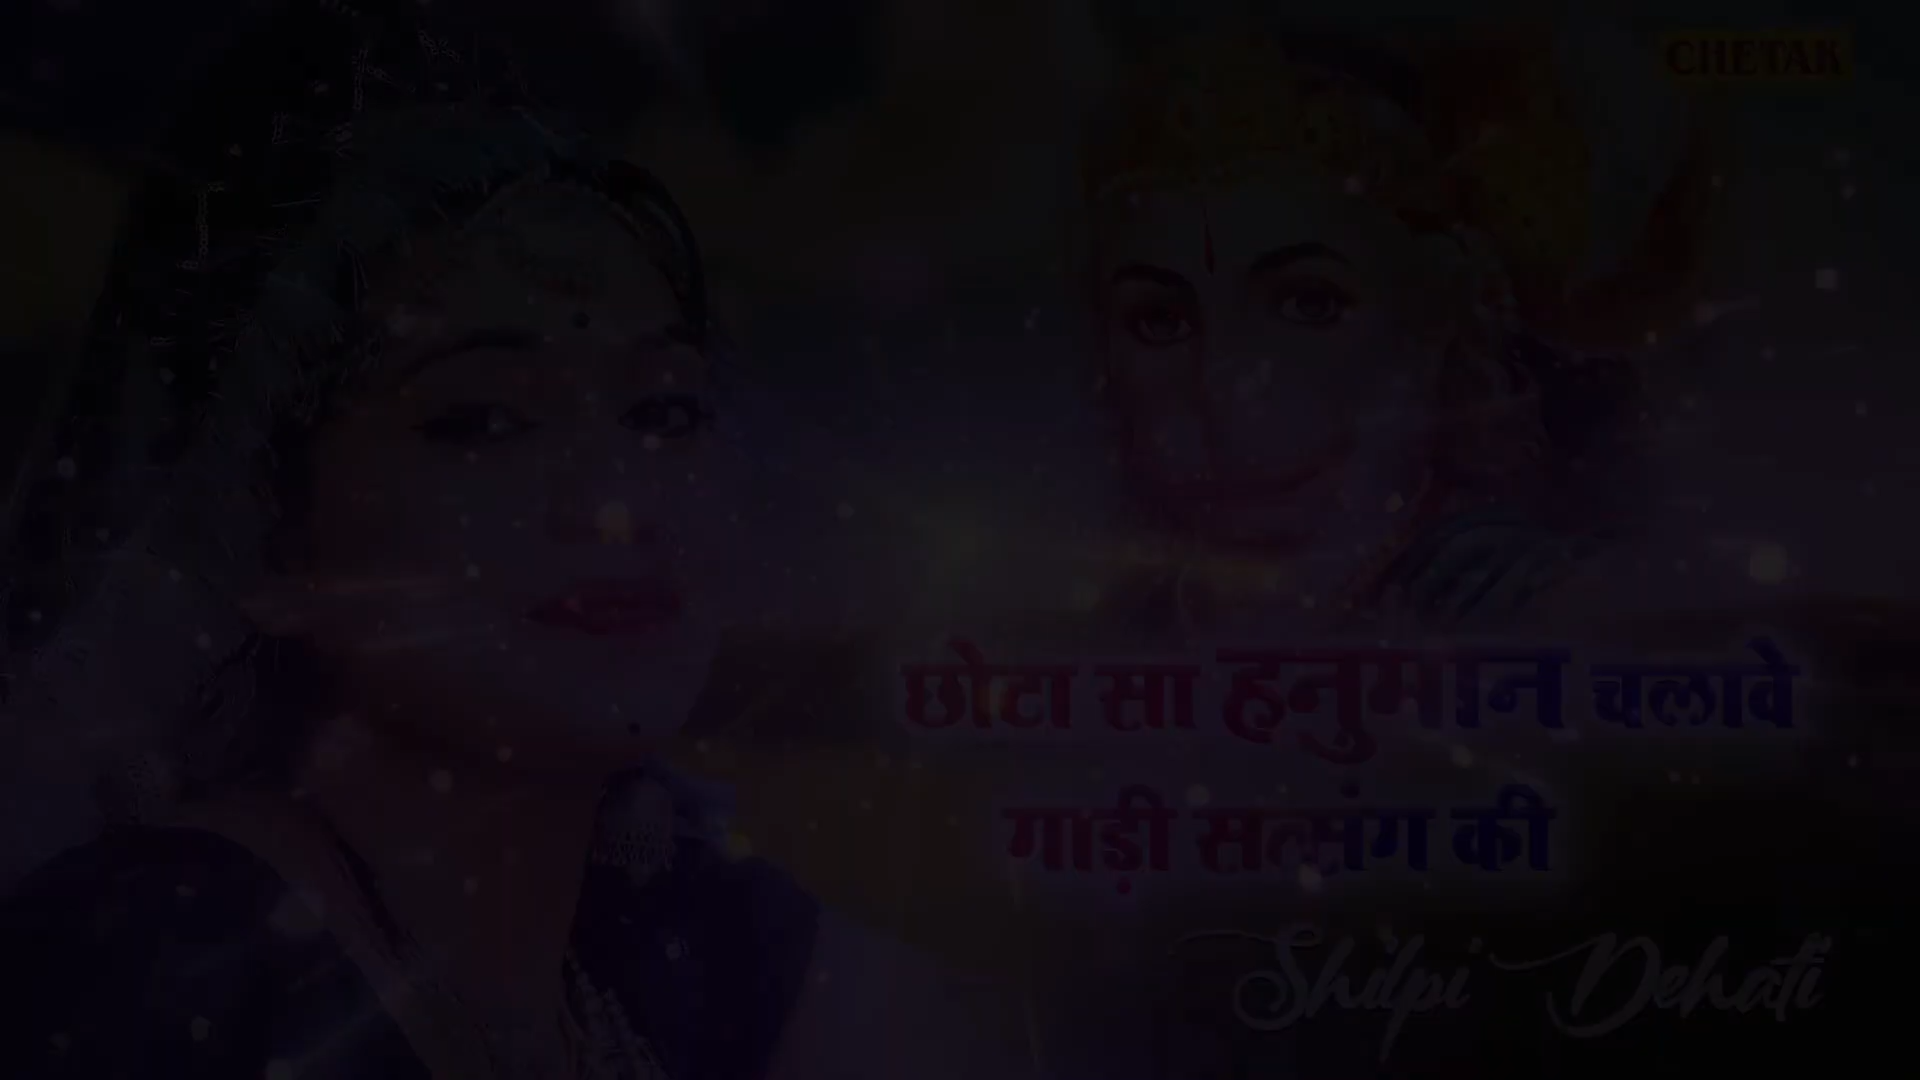 CHETAK
छोटा सा हनुमान चलावे
गाड़ी सत्संग की
Shilpi Dehati